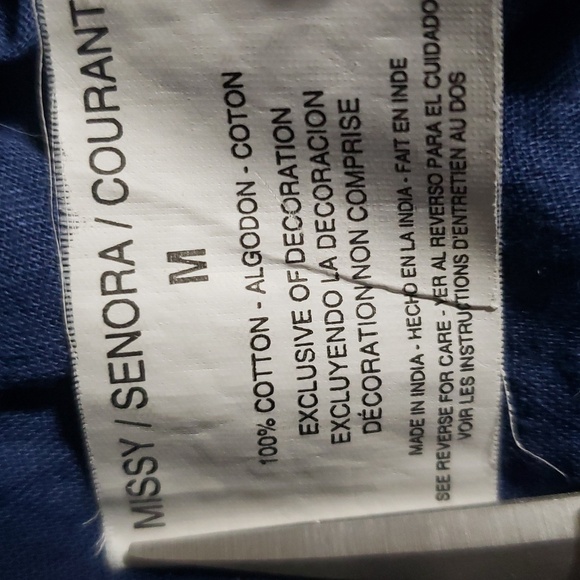 MISSY / SENORA / COURANT
M
100% COTTON - ALGODON - COTON
EXCLUSIVE OF DECORATION
EXCLUYENDO LA DECORACION
DÉCORATION NON COMPRISE
MADE IN INDIA - HECHO EN LA INDIA - FAIT EN INDE
SEE REVERSE FOR CARE - VER AL REVERSO PARA EL CUIDADO
VOIR LES INSTRUCTIONS D'ENTRETIEN AU DOS